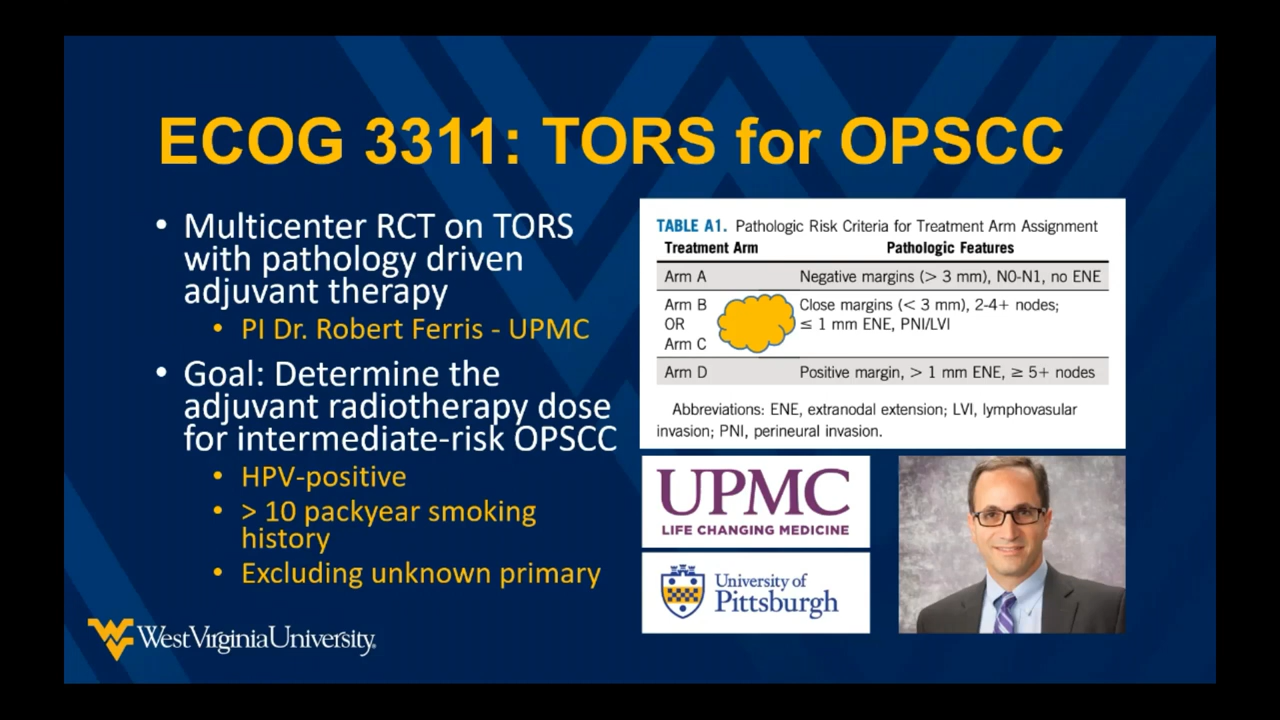 ECOG 3311: TORS for OPSCC
• Multicenter RCT on TORS
with pathology driven
adjuvant therapy
• PI Dr. Robert Ferris - UPMC
• Goal: Determine the
adjuvant radiotherapy dose
for intermediate-risk OPSCC
• HPV-positive
• > 10 packyear smoking
history
• Excluding unknown primary
TABLE A1. Pathologic Risk Criteria for Treatment Arm Assignment
Treatment Arm Pathologic Features
Arm A Negative margins (> 3 mm), N0-N1, no ENE
Arm B Close margins (< 3 mm), 2-4+ nodes;
OR ≤ 1 mm ENE, PNI/LVI
Arm C
Arm D Positive margin, > 1 mm ENE, ≥ 5+ nodes
Abbreviations: ENE, extranodal extension; LVI, lymphovascular
invasion; PNI, perineural invasion.
UPMC
LIFE CHANGING MEDICINE
University of
Pittsburgh
WestVirginiaUniversity.